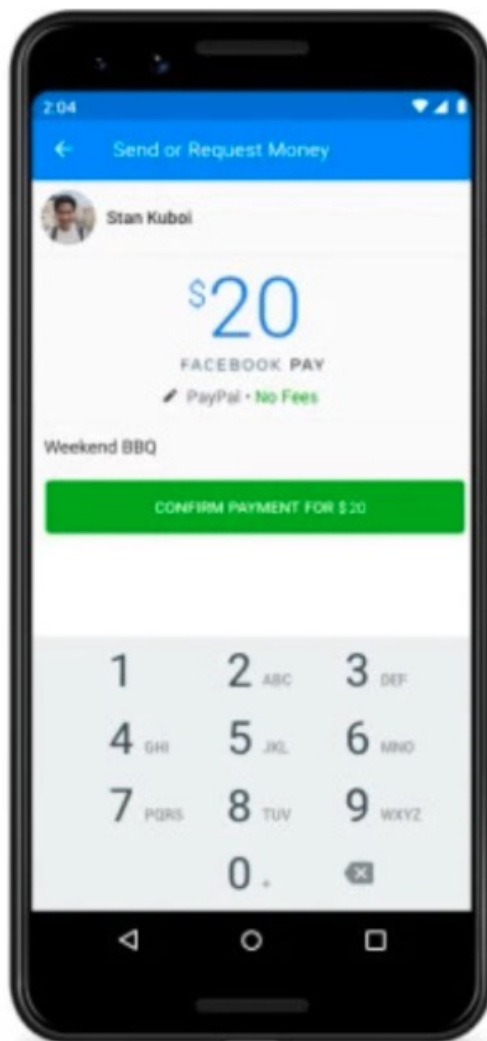 2:04
Send or Request Money
Stan Kuboi
$20
FACEBOOK PAY
PayPal • No Fees
Weekend BBQ
CONFIRM PAYMENT FOR $20
1 2 ABC 3 DEF
4 GHI 5 JKL 6 MNO
7 PQRS 8 TUV 9 WXYZ
0 .